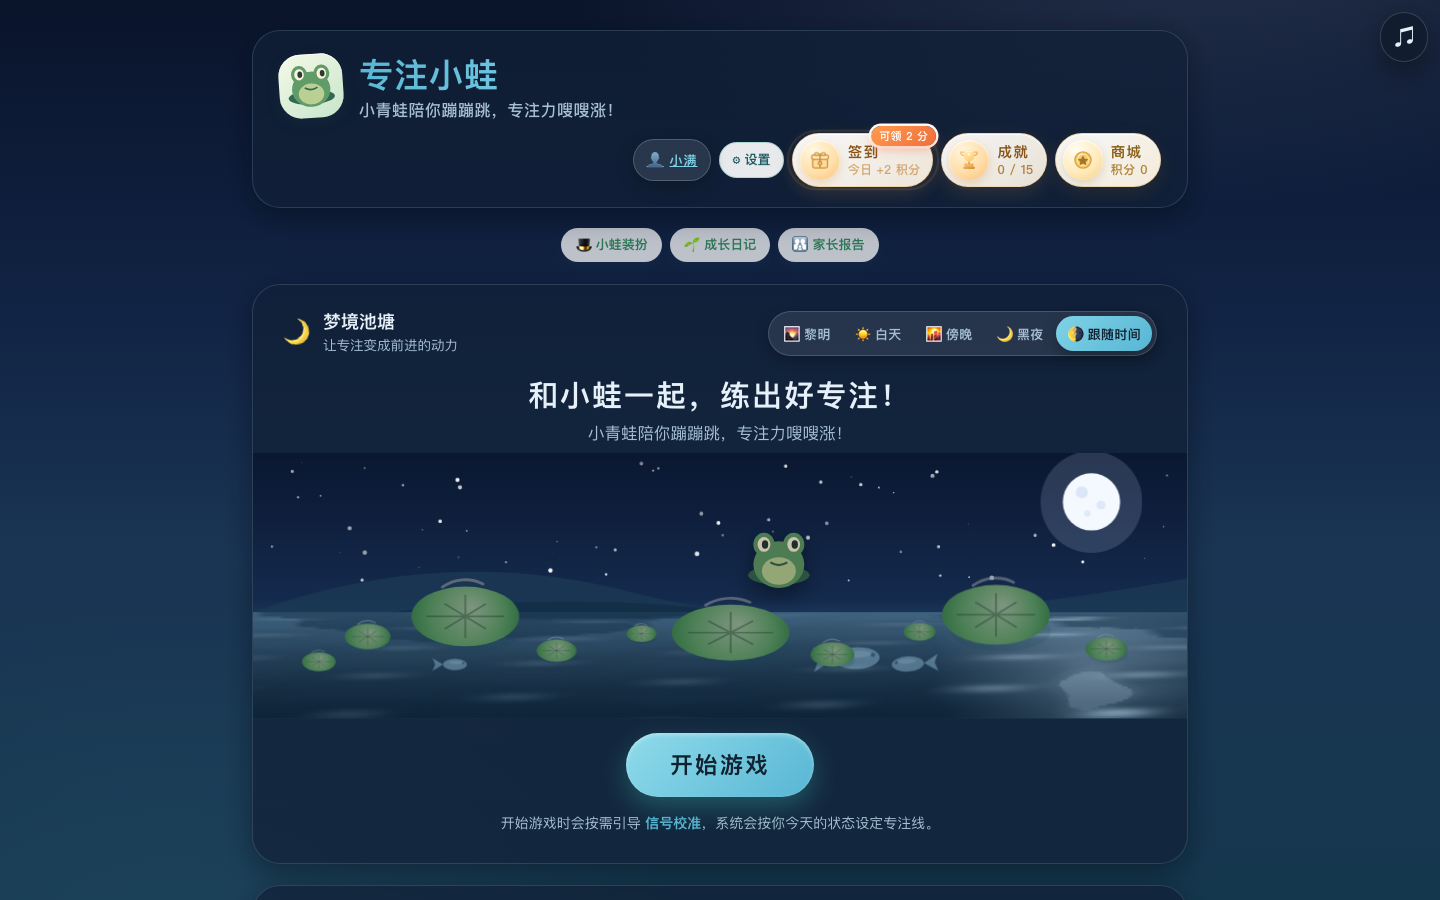 专注小蛙
小青蛙陪你蹦蹦跳，专注力嗖嗖涨！
小满
设置
签到
可领 2 分
今日 +2 积分
成就
0 / 15
商城
积分 0
小蛙装扮
成长日记
家长报告
梦境池塘
让专注变成前进的动力
黎明
白天
傍晚
黑夜
跟随时间
和小蛙一起，练出好专注！
小青蛙陪你蹦蹦跳，专注力嗖嗖涨！
开始游戏
开始游戏时会按需引导 信号校准，系统会按你今天的状态设定专注线。